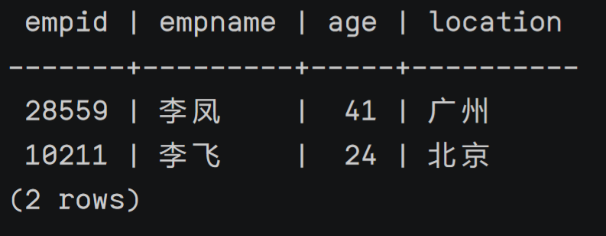 empid | empname | age | location
-------+---------+-----+----------
28559 | 李凤 | 41 | 广州
10211 | 李飞 | 24 | 北京
(2 rows)